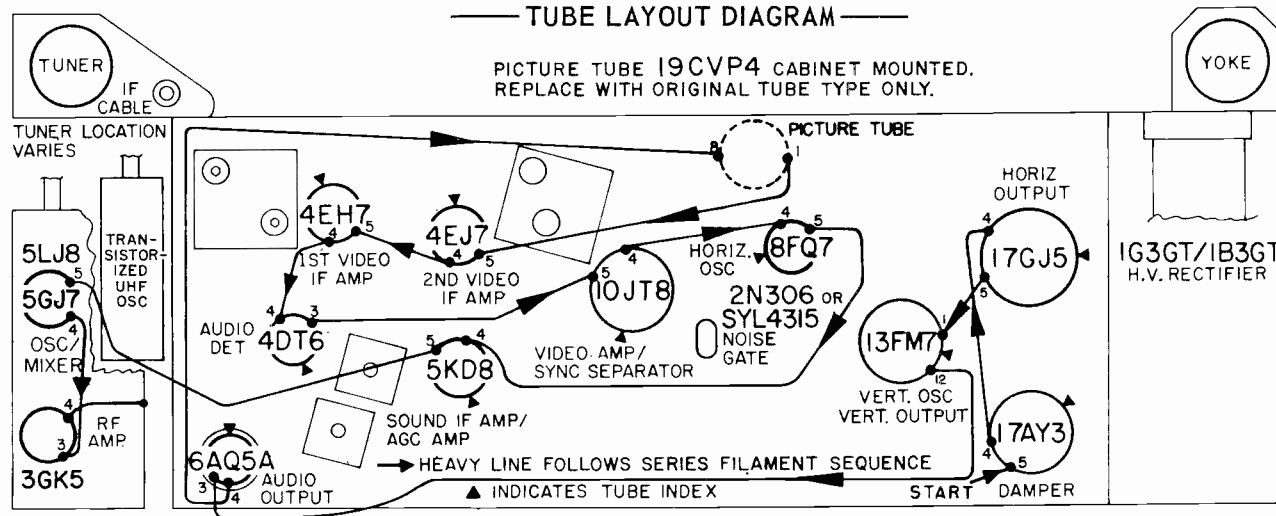 TUBE LAYOUT DIAGRAM
TUNER
IF
CABLE
TUNER LOCATION
VARIES
PICTURE TUBE 19CVP4 CABINET MOUNTED.
REPLACE WITH ORIGINAL TUBE TYPE ONLY.
YOKE
8
1
PICTURE TUBE
HORIZ
OUTPUT
4
17GJ5
5
1G3GT/1B3GT
H.V. RECTIFIER
TRAN-
SISTOR-
IZED
UHF
OSC
5LJ8
5
5GJ7
4
OSC/
MIXER
4EH7
4 5
1ST VIDEO
IF AMP
4EJ7
4 5
2ND VIDEO
IF AMP
4 5
8FQ7
HORIZ.
OSC
4
5
10JT8
VIDEO AMP/
SYNC SEPARATOR
2N306 OR
SYL4315
NOISE
GATE
1
13FM7
12
VERT. OSC
VERT. OUTPUT
AUDIO
DET
4 3
4DT6
5 4
5KD8
SOUND IF AMP/
AGC AMP
4
RF
AMP
3
3GK5
6AQ5A
3 4
AUDIO
OUTPUT
HEAVY LINE FOLLOWS SERIES FILAMENT SEQUENCE
INDICATES TUBE INDEX
17AY3
4
5
START
DAMPER